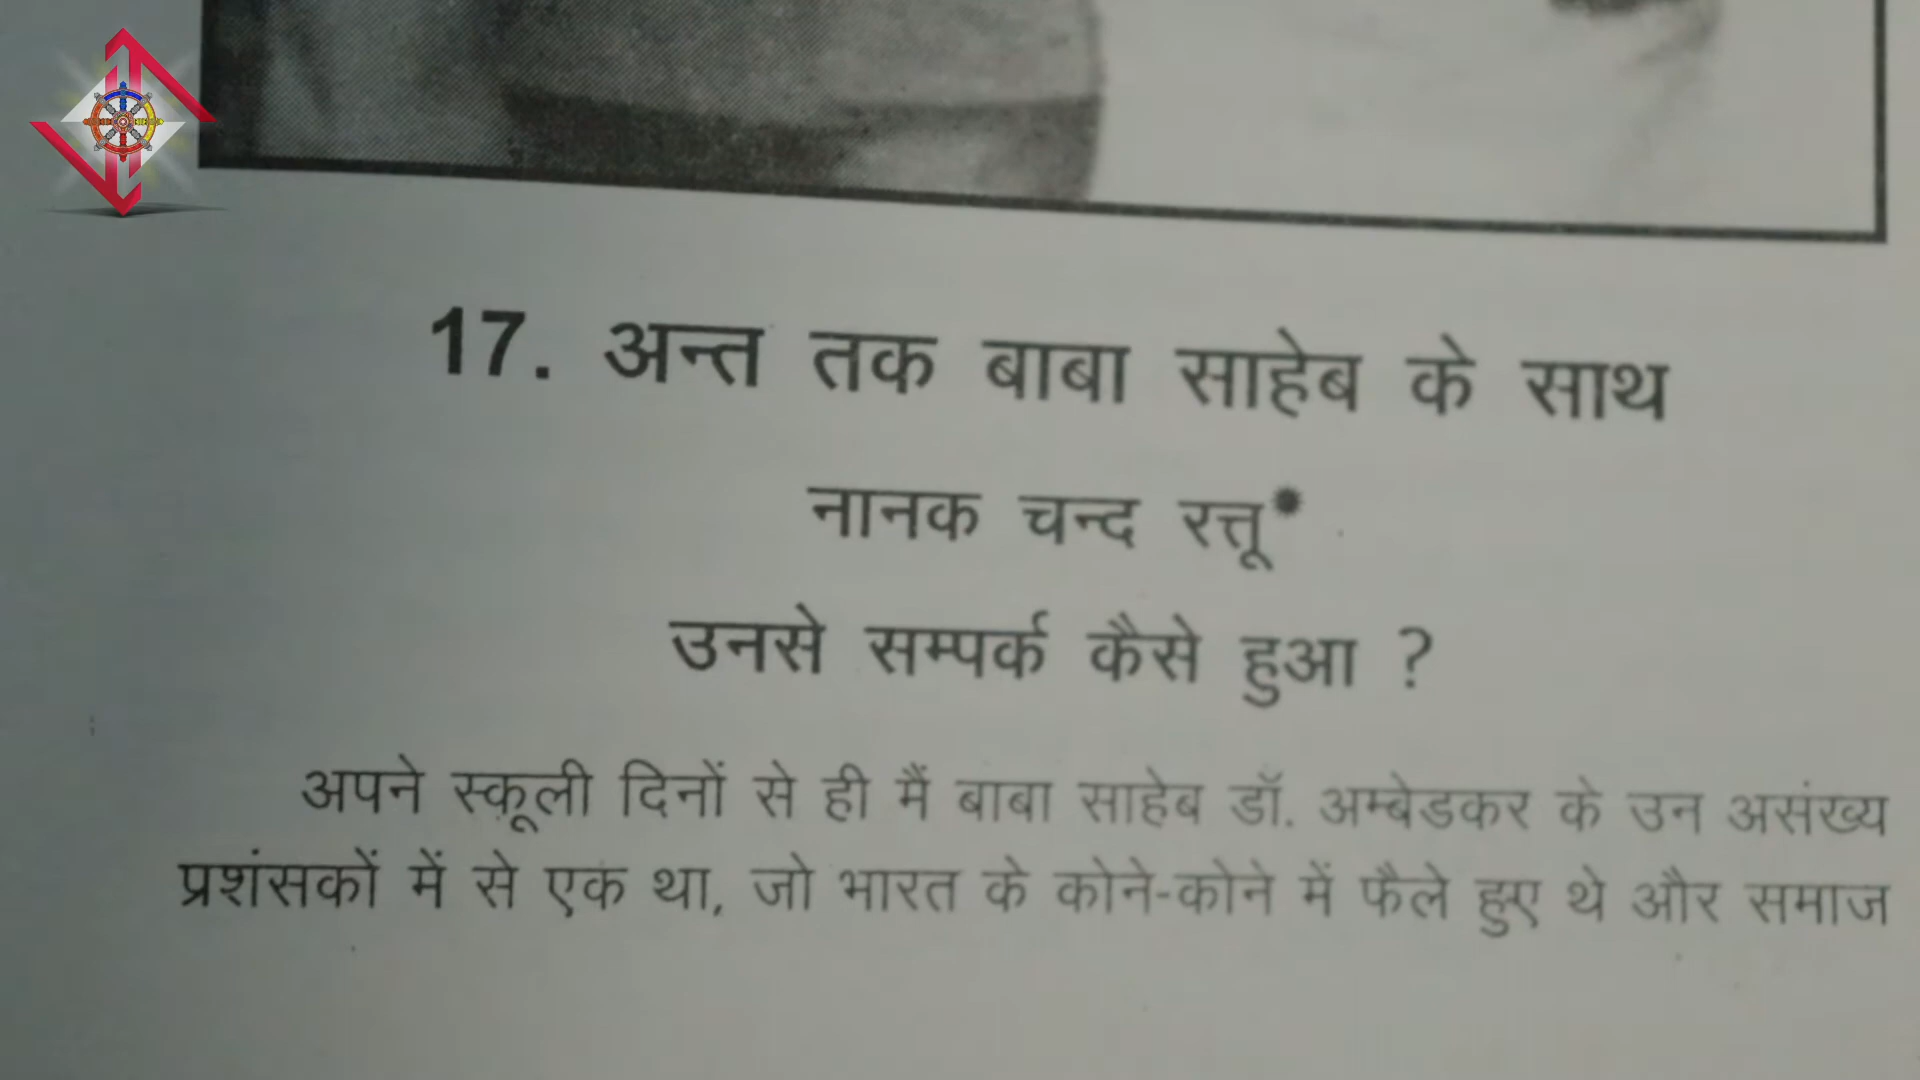 17. अन्त तक बाबा साहेब के साथ
नानक चन्द रत्तू*
उनसे सम्पर्क कैसे हुआ ?
अपने स्कूली दिनों से ही मैं बाबा साहेब डॉ. अम्बेडकर के उन असंख्य
प्रशंसकों में से एक था, जो भारत के कोने-कोने में फैले हुए थे और समाज